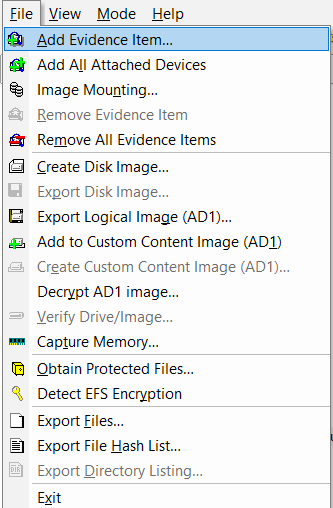 File View Mode Help
Add Evidence Item...
Add All Attached Devices
Image Mounting...
Remove Evidence Item
Remove All Evidence Items
Create Disk Image...
Export Disk Image...
Export Logical Image (AD1)...
Add to Custom Content Image (AD1)
Create Custom Content Image (AD1)...
Decrypt AD1 image...
Verify Drive/Image...
Capture Memory...
Obtain Protected Files...
Detect EFS Encryption
Export Files...
Export File Hash List...
Export Directory Listing...
Exit